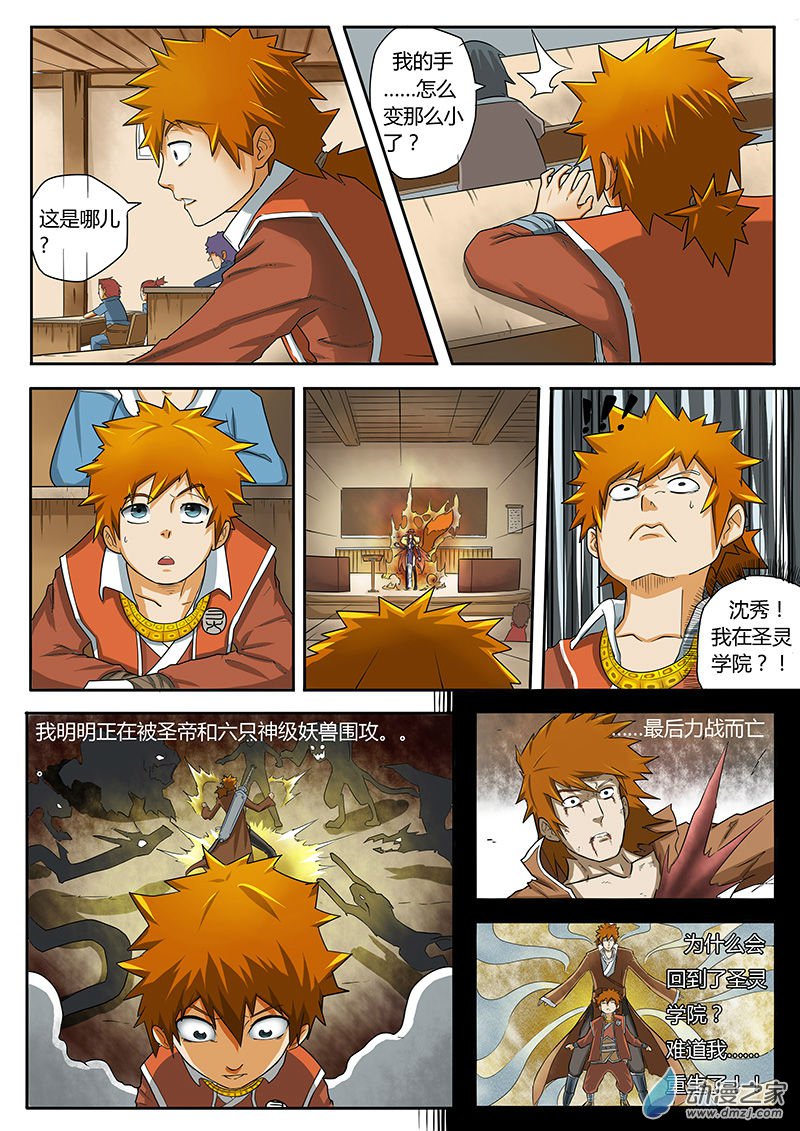 这是哪儿
？
我的手
……怎么
变那么小
了？
!!!
沈秀！
我在圣灵
学院？！
我明明正在被圣帝和六只神级妖兽围攻。。
。
……最后力战而亡
为什么会
回到了圣灵
学院？
难道我……
重生了！！
动漫之家
www.dmzj.com